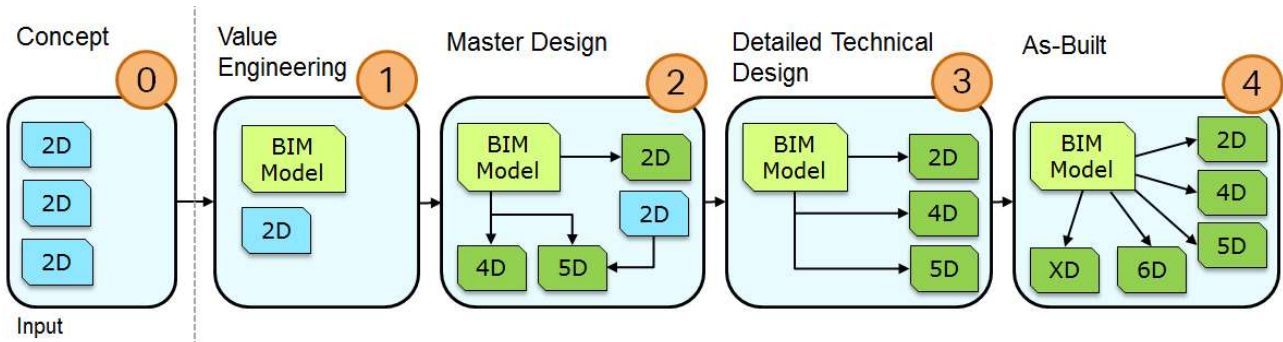 Concept
0
2D
2D
2D
Input
Value
Engineering
1
BIM
Model
2D
Master Design
2
BIM
Model
2D
2D
4D
5D
Detailed Technical
Design
3
BIM
Model
2D
4D
5D
As-Built
4
BIM
Model
2D
4D
5D
XD
6D